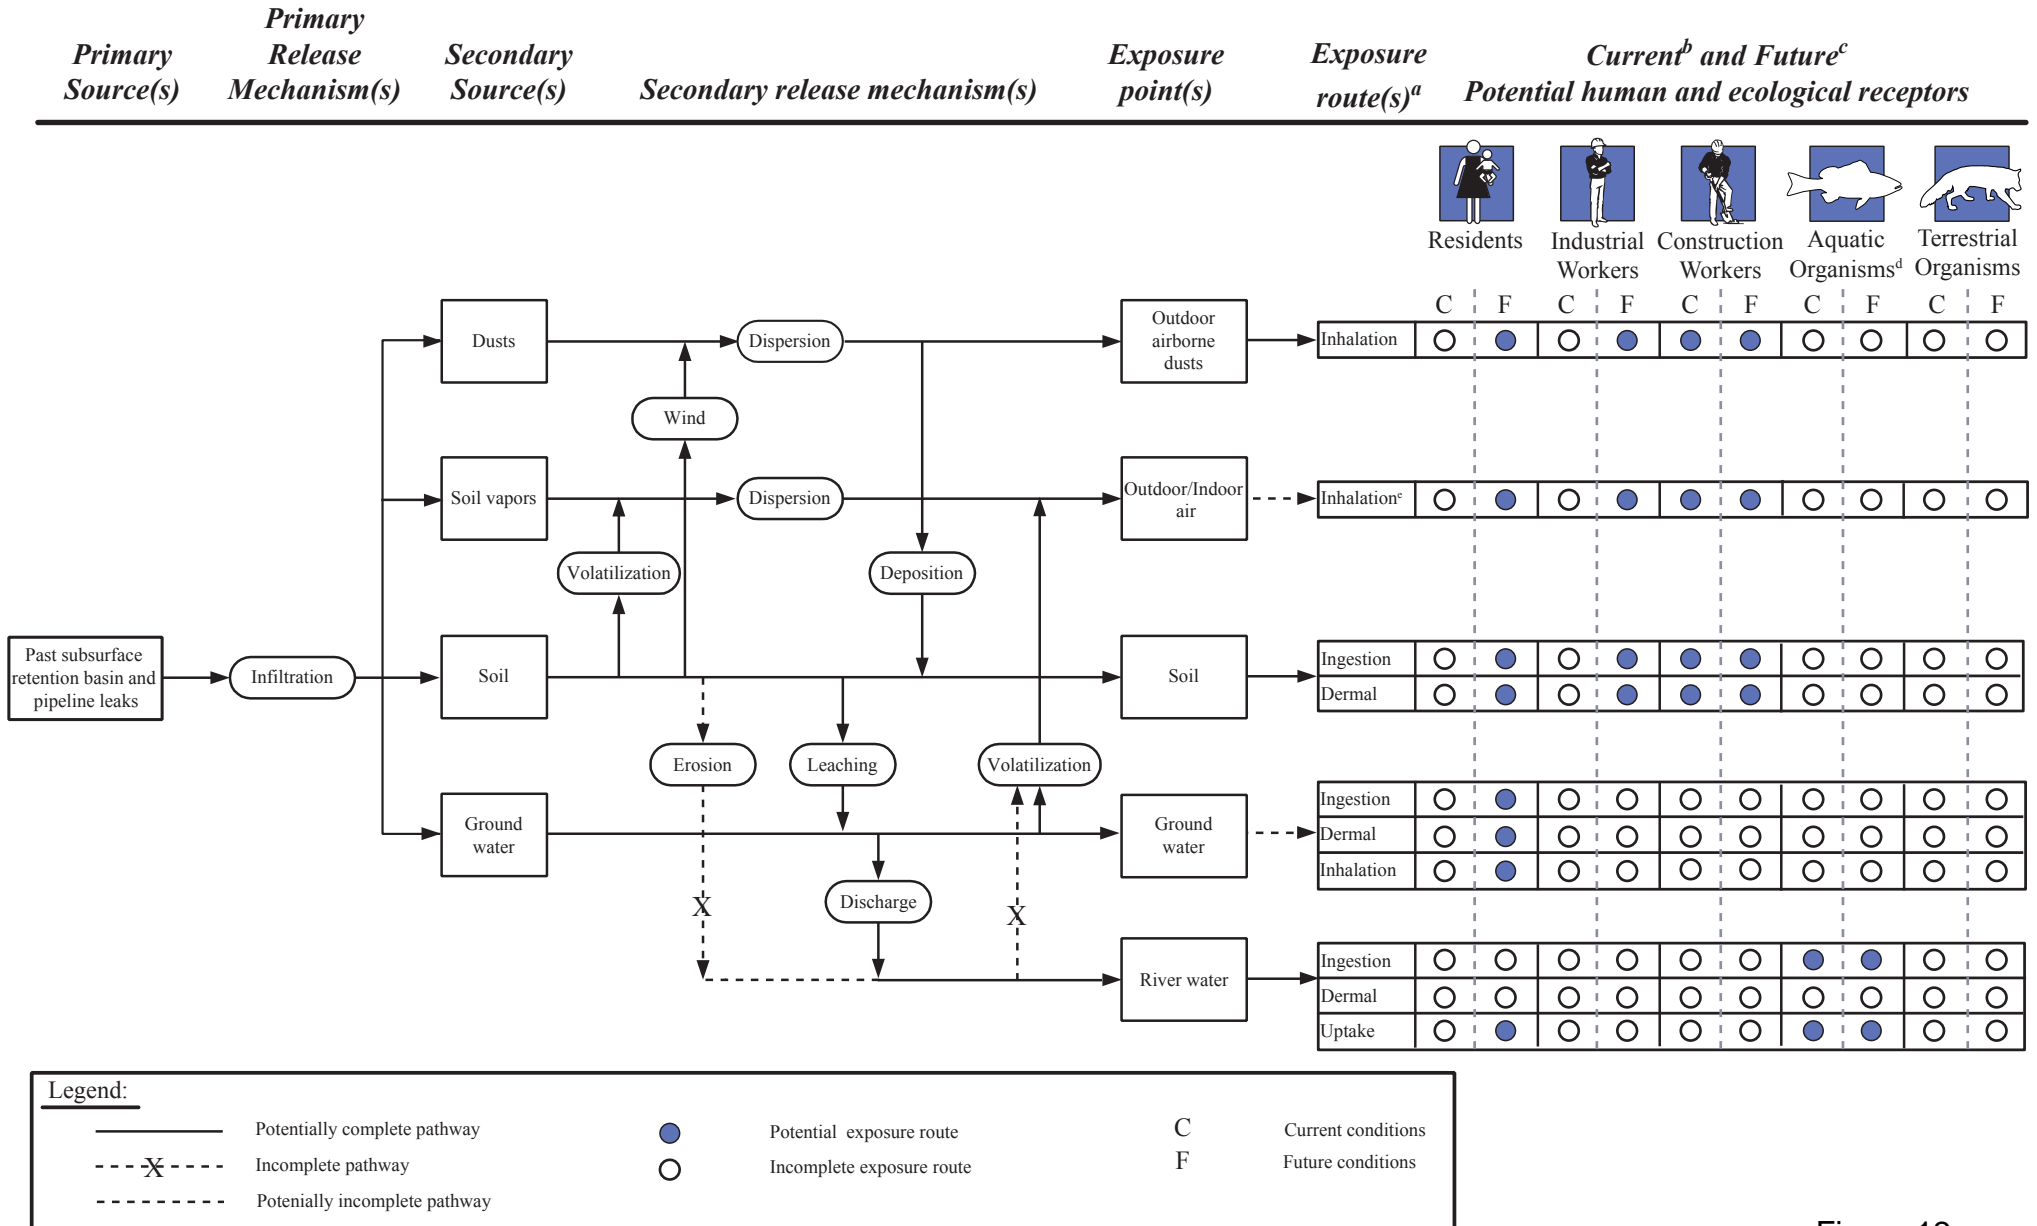 Primary
Source(s)
Primary
Release
Mechanism(s)
Secondary
Source(s)
Secondary release mechanism(s)
Exposure
point(s)
Exposure
route(s)a
Currentb and Futurec
Potential human and ecological receptors
Residents
Industrial
Workers
Construction
Workers
Aquatic
Organismsd
Terrestrial
Organisms
C F C F C F C F C F
Dusts
Dispersion
Outdoor
airborne
dusts
Inhalation
Wind
Soil vapors
Dispersion
Outdoor/Indoor
air
Inhalatione
Volatilization
Deposition
Past subsurface
retention basin and
pipeline leaks
Infiltration
Soil
Soil
Ingestion
Dermal
Erosion
Leaching
Volatilization
Ground
water
Ground
water
Ingestion
Dermal
Inhalation
X
Discharge
X
River water
Ingestion
Dermal
Uptake
Legend:
Potentially complete pathway
X
Incomplete pathway
Potenially incomplete pathway
Potential exposure route
Incomplete exposure route
C Current conditions
F Future conditions